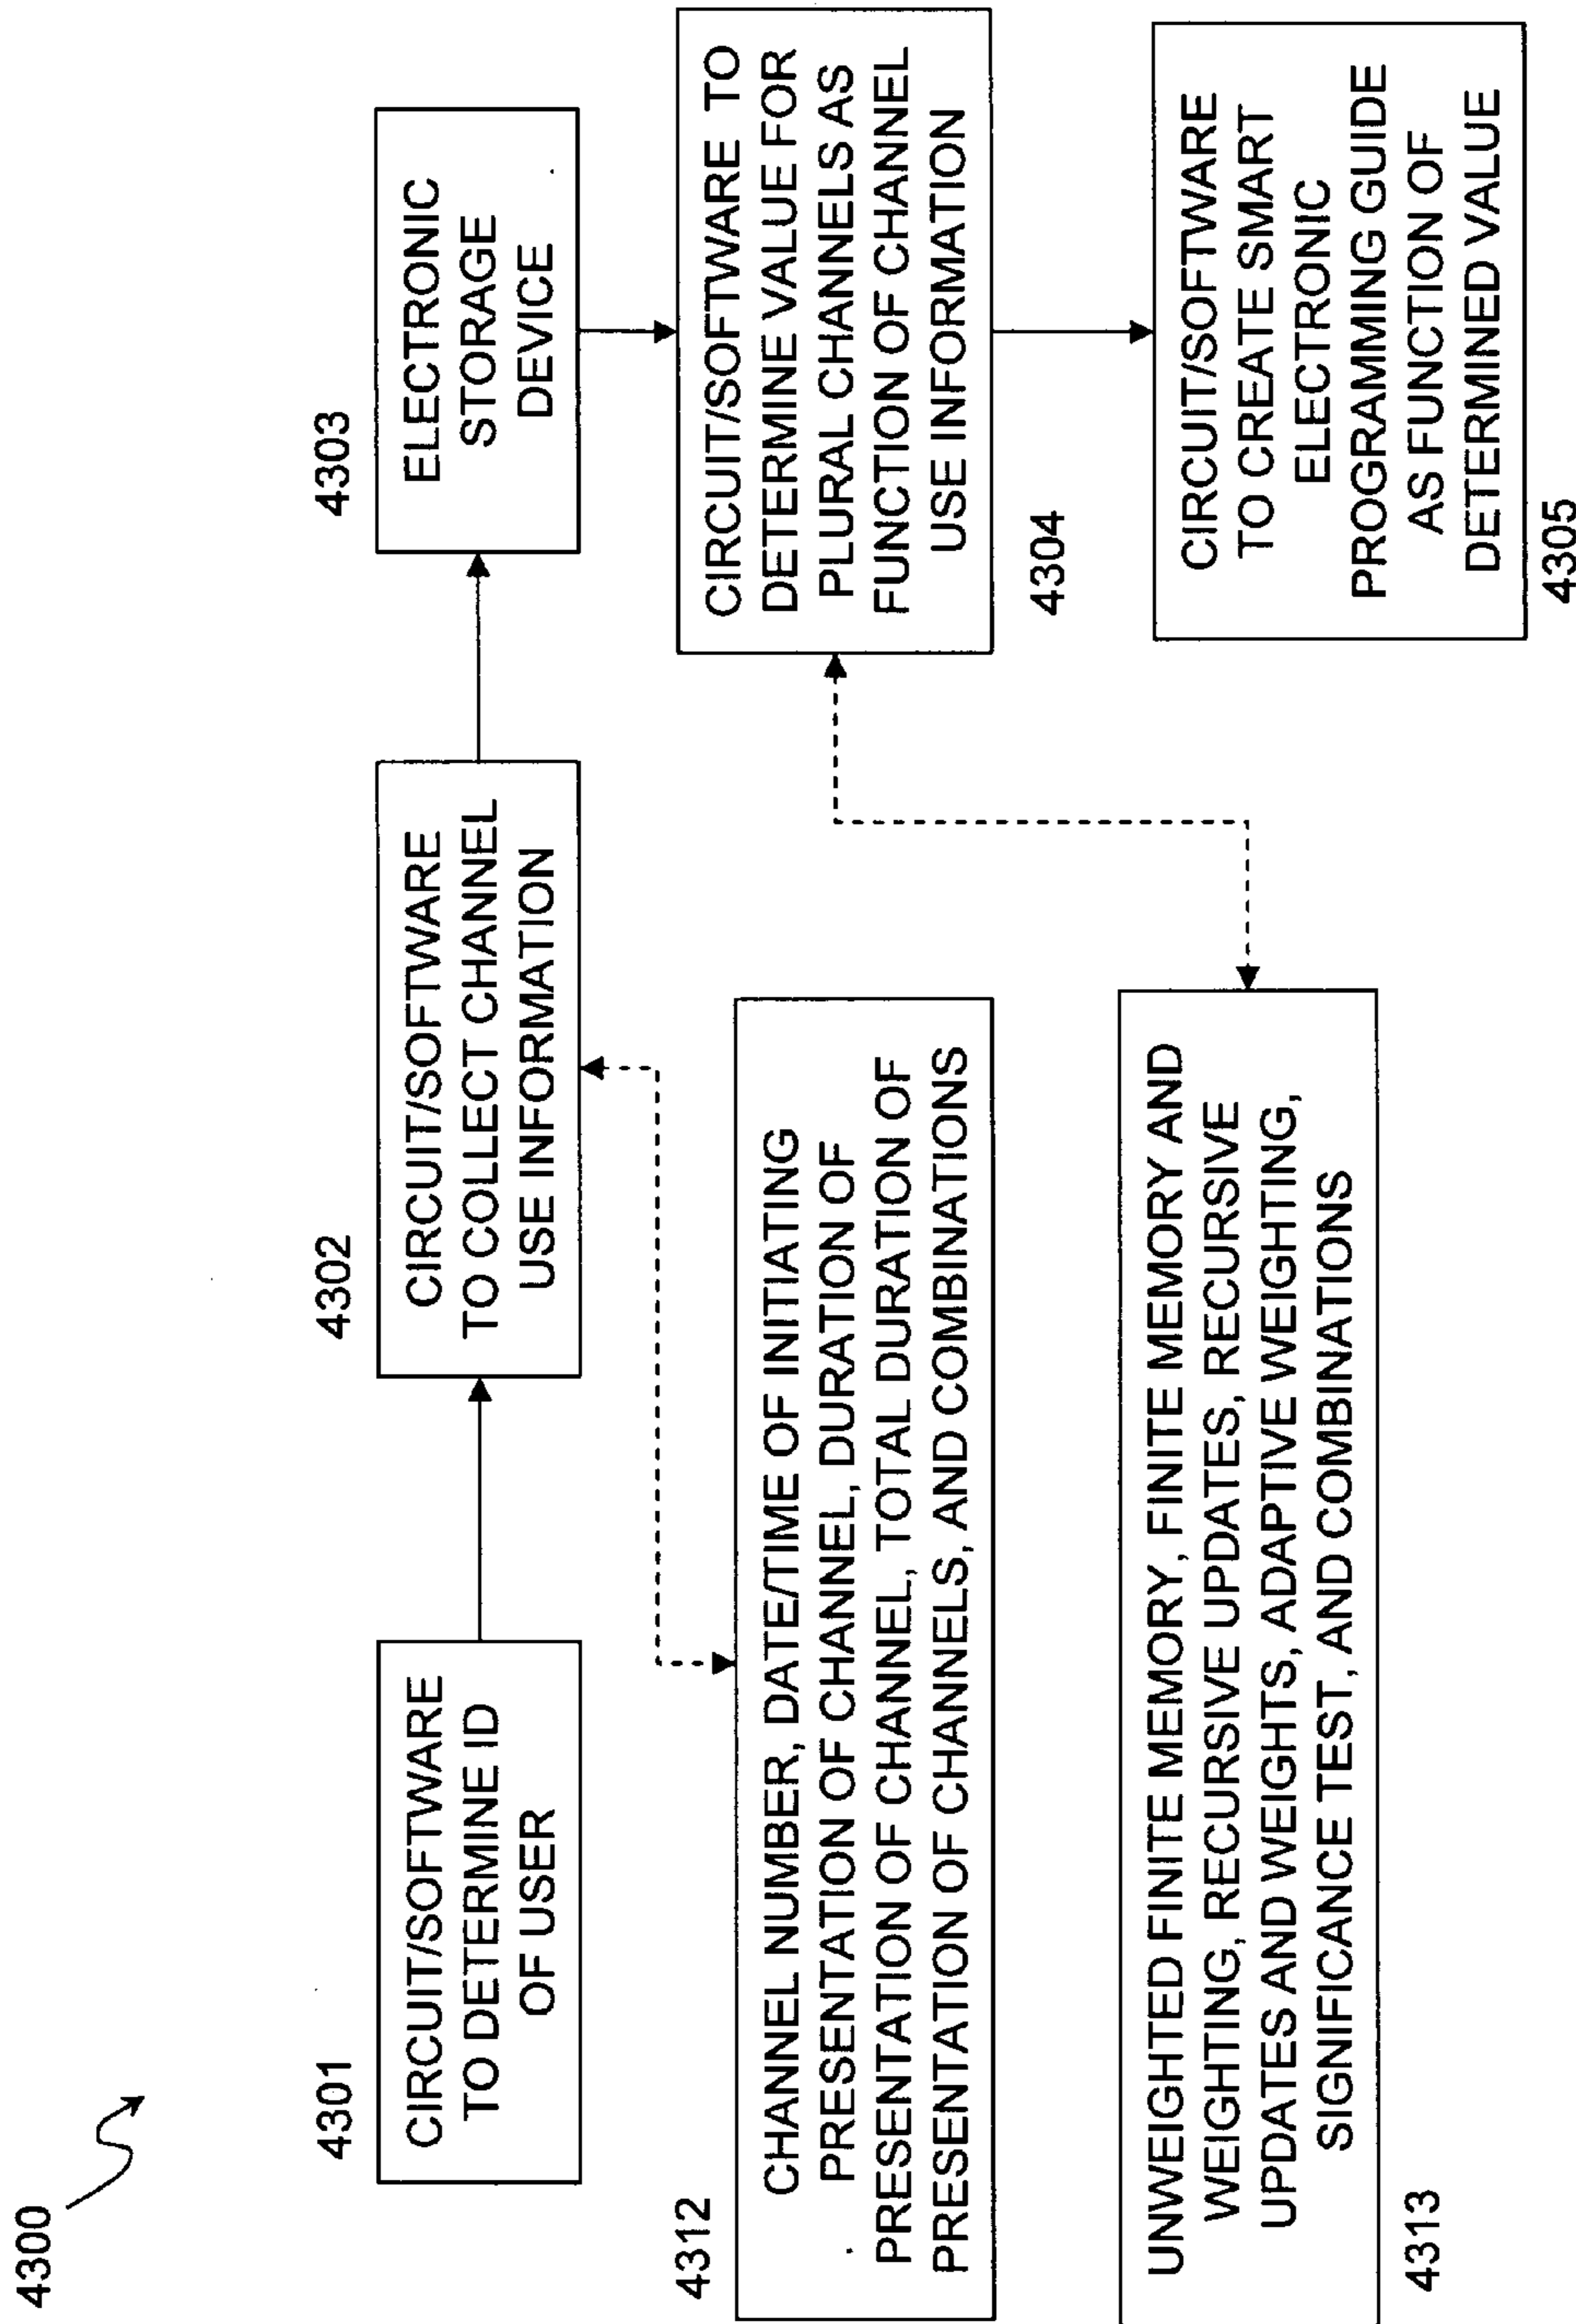 4300
4301
CIRCUIT/SOFTWARE
TO DETERMINE ID
OF USER
4302
CIRCUIT/SOFTWARE
TO COLLECT CHANNEL
USE INFORMATION
4303
ELECTRONIC
STORAGE
DEVICE
4312
CHANNEL NUMBER, DATE/TIME OF INITIATING
PRESENTATION OF CHANNEL, DURATION OF
PRESENTATION OF CHANNEL, TOTAL DURATION OF
PRESENTATION OF CHANNELS, AND COMBINATIONS
CIRCUIT/SOFTWARE TO
DETERMINE VALUE FOR
PLURAL CHANNELS AS
FUNCTION OF CHANNEL
USE INFORMATION
4304
UNWEIGHTED FINITE MEMORY, FINITE MEMORY AND
WEIGHTING, RECURSIVE UPDATES, RECURSIVE
UPDATES AND WEIGHTS, ADAPTIVE WEIGHTING,
SIGNIFICANCE TEST, AND COMBINATIONS
4313
CIRCUIT/SOFTWARE
TO CREATE SMART
ELECTRONIC
PROGRAMMING GUIDE
AS FUNCTION OF
DETERMINED VALUE
4305